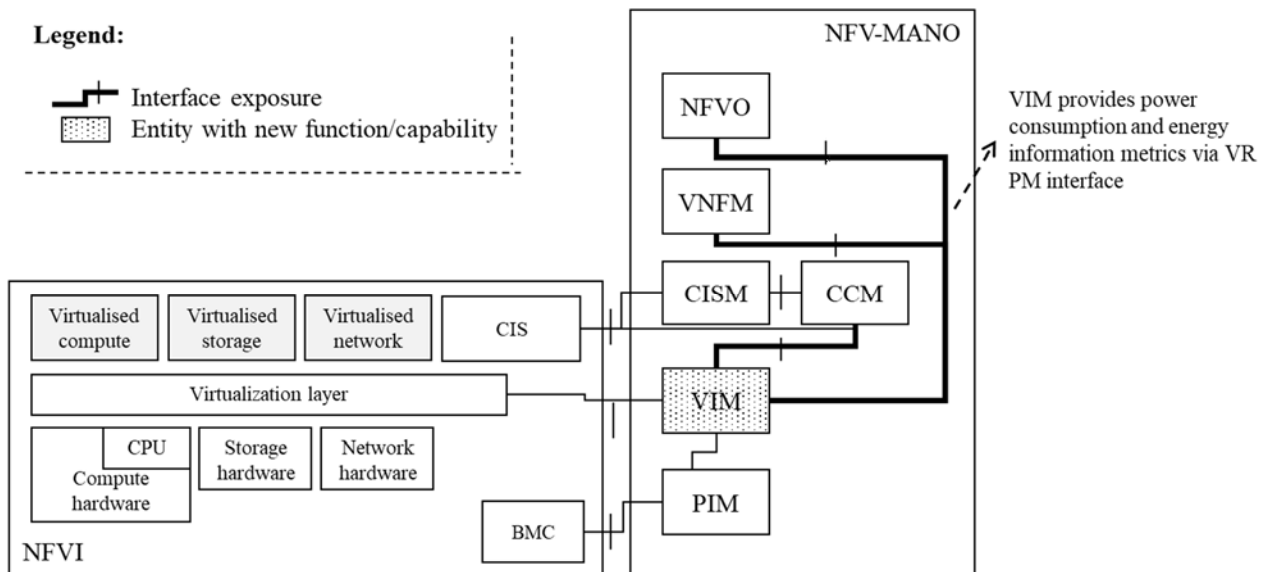 Legend:
Interface exposure
Entity with new function/capability
NFV-MANO
NFVO
VIM provides power
consumption and energy
information metrics via VR
PM interface
VNFM
CISM
CCM
Virtualised
compute
Virtualised
storage
Virtualised
network
CIS
Virtualization layer
VIM
CPU
Compute
hardware
Storage
hardware
Network
hardware
PIM
BMC
NFVI